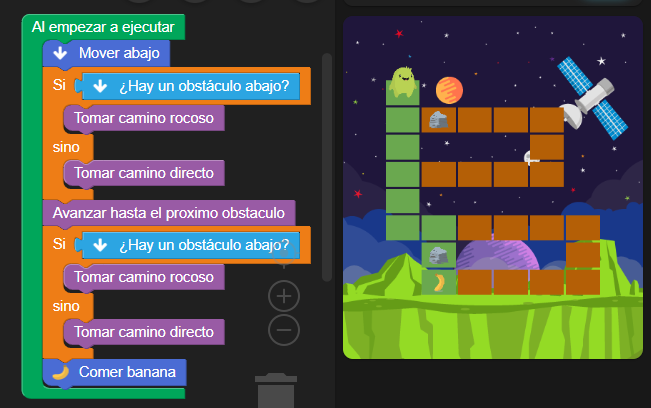 Al empezar a ejecutar
Mover abajo
Si ¿Hay un obstáculo abajo?
Tomar camino rocoso
sino
Tomar camino directo
Avanzar hasta el proximo obstaculo
Si ¿Hay un obstáculo abajo?
Tomar camino rocoso
sino
Tomar camino directo
Comer banana